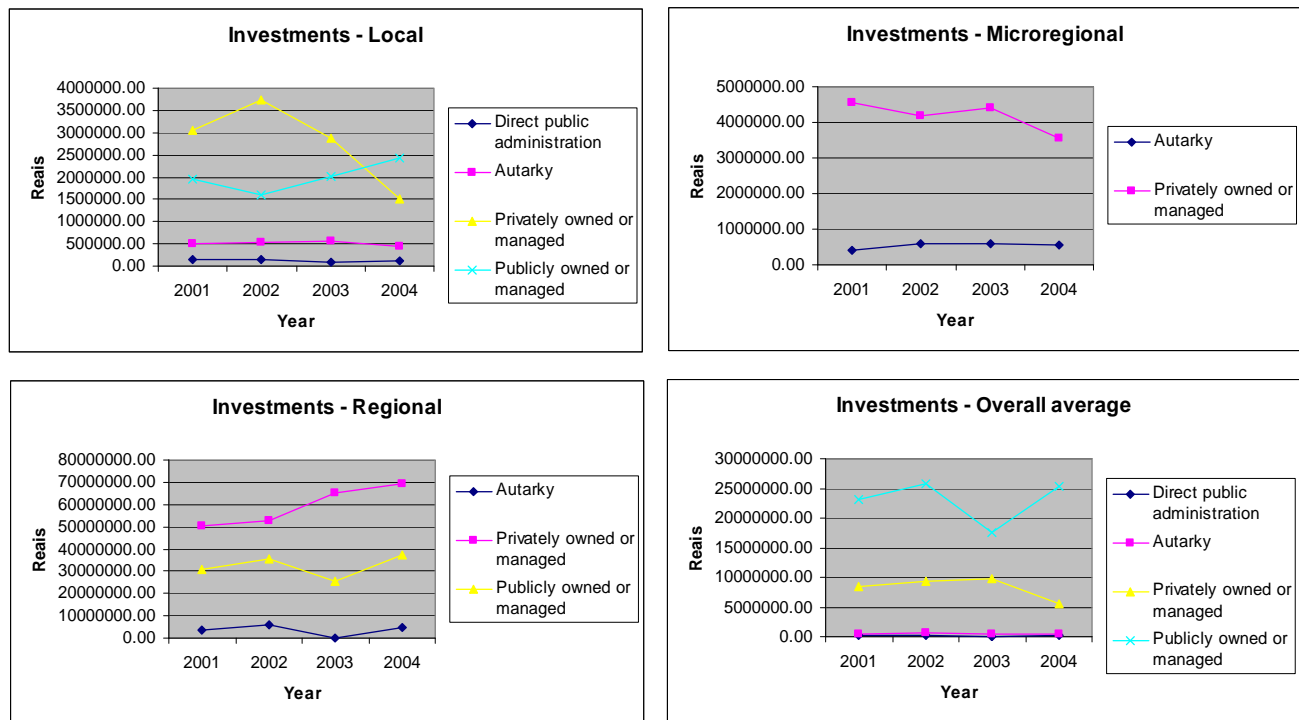 Investments - Local
4000000.00
3500000.00
3000000.00
2500000.00
2000000.00
1500000.00
1000000.00
500000.00
0.00
Reais
2001 2002 2003 2004
Year
Direct public
administration
Autarky
Privately owned or
managed
Publicly owned or
managed
Investments - Microregional
5000000.00
4000000.00
3000000.00
2000000.00
1000000.00
0.00
Reais
2001 2002 2003 2004
Year
Autarky
Privately owned or
managed
Investments - Regional
80000000.00
70000000.00
60000000.00
50000000.00
40000000.00
30000000.00
20000000.00
10000000.00
0.00
Reais
2001 2002 2003 2004
Year
Autarky
Privately owned or
managed
Publicly owned or
managed
Investments - Overall average
30000000.00
25000000.00
20000000.00
15000000.00
10000000.00
5000000.00
0.00
Reais
2001 2002 2003 2004
Year
Direct public
administration
Autarky
Privately owned or
managed
Publicly owned or
managed